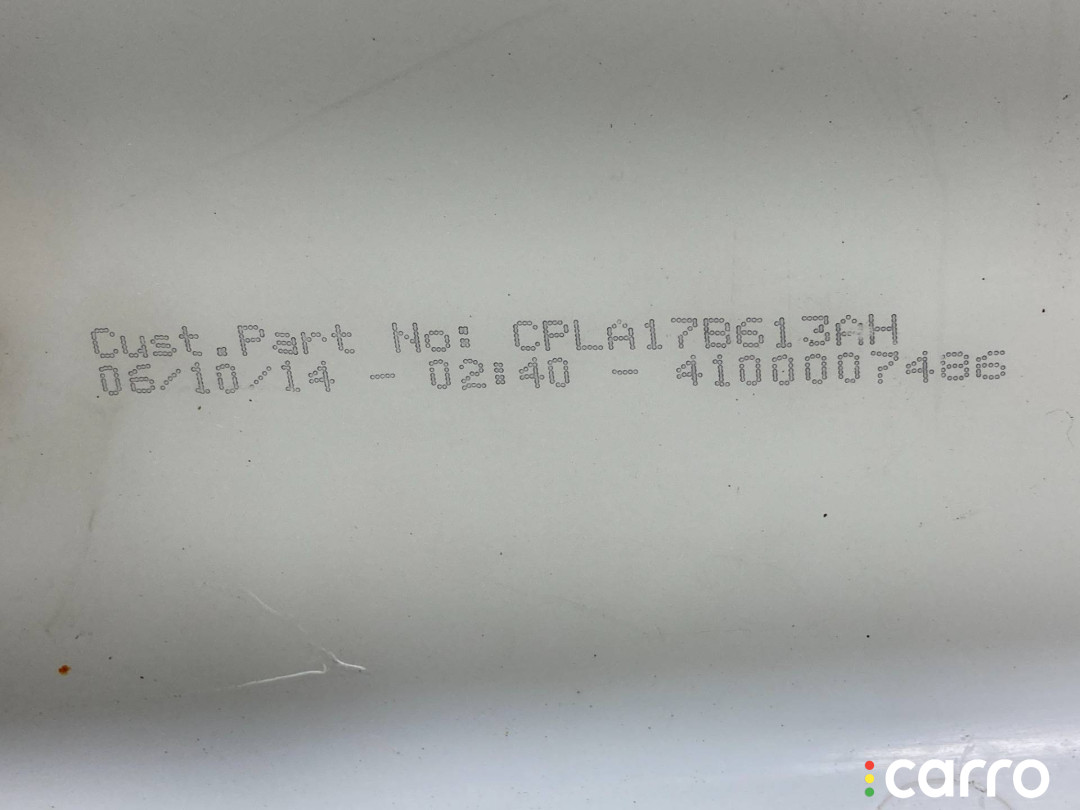 Cust.Part No: CPLA17B613AH
06/10/14 - 02:40 - 4100007486
carro